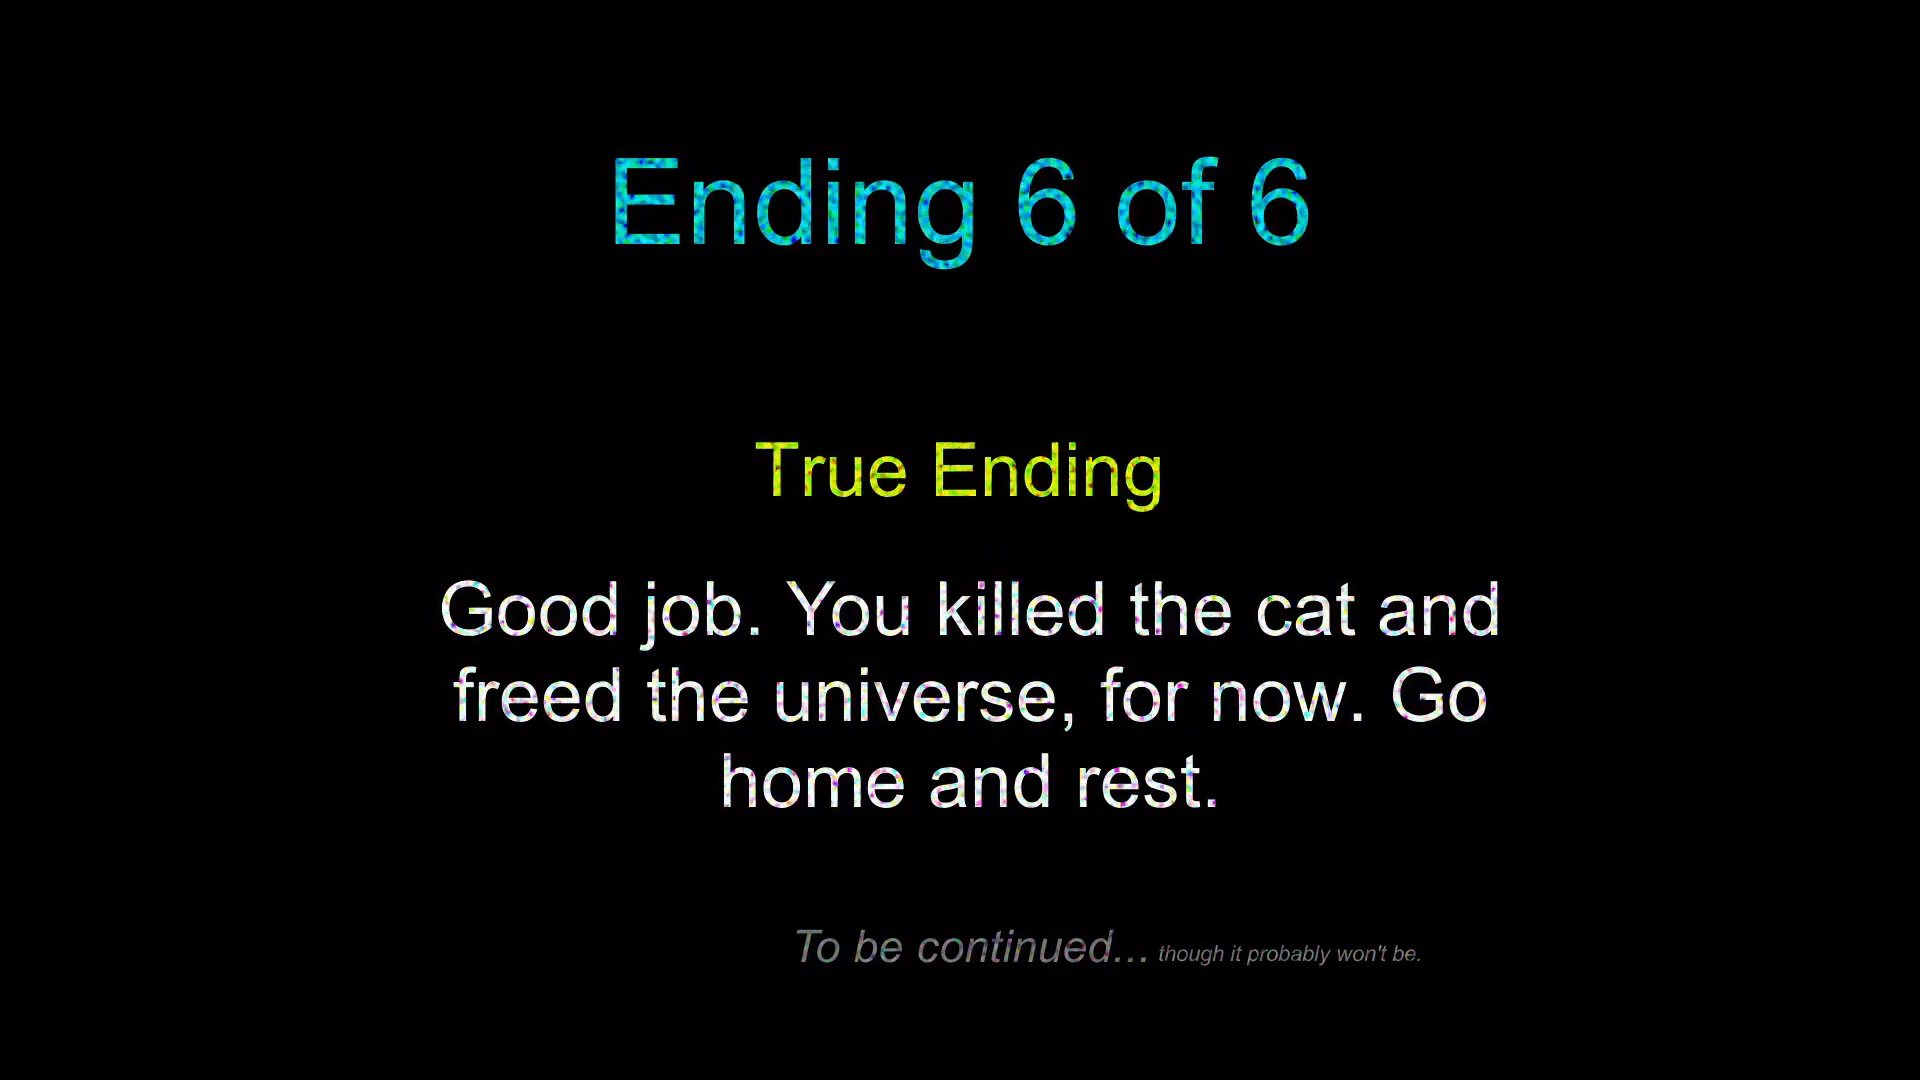 Ending 6 of 6
True Ending
Good job. You killed the cat and
freed the universe, for now. Go
home and rest.
To be continued... though it probably won't be.